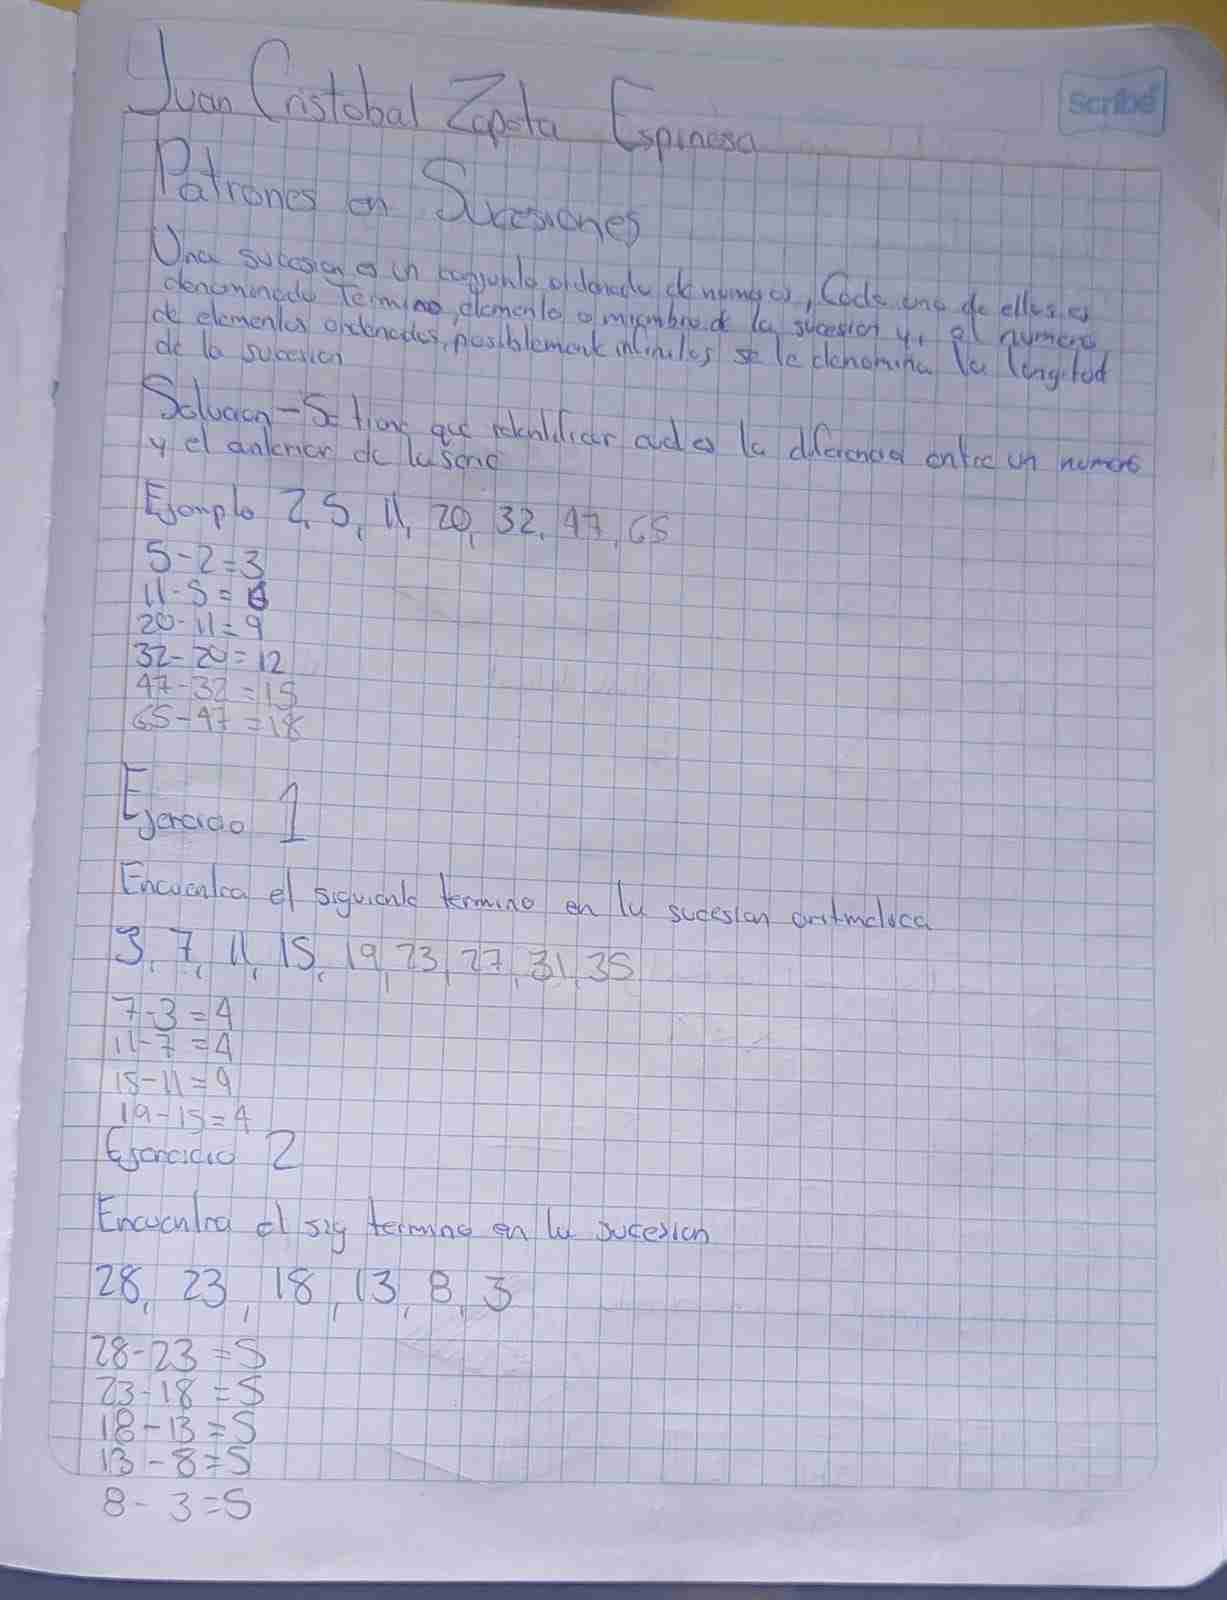 Juan Cristobal Zapata Espinosa
Scribe
Patrones en Sucesiones
Una sucesion es un conjunto ordenado de numeros, Cada uno de ellos es
denominado Termino, elemento o miembro de la sucesion y, al numero
de elementos ordenados, posiblemente infinitos se le denomina la longitud
de la sucesion
Solucion - Se tiene que identificar cual es la diferencia entre un numero
y el anterior de la serie
Ejemplo 2, 5, 11, 20, 32, 47, 65
5-2=3
11-5=6
20-11=9
32-20=12
47-32=15
65-47=18
Ejercicio 1
Encuentra el siguiente termino en la sucesion aritmetica
3, 7, 11, 15, 19, 23, 27, 31, 35
7-3=4
11-7=4
15-11=4
19-15=4
Ejercicio 2
Encuentra el sig termino en la sucesion
28, 23, 18, 13, 8, 3
28-23=5
23-18=5
18-13=5
13-8=5
8-3=5